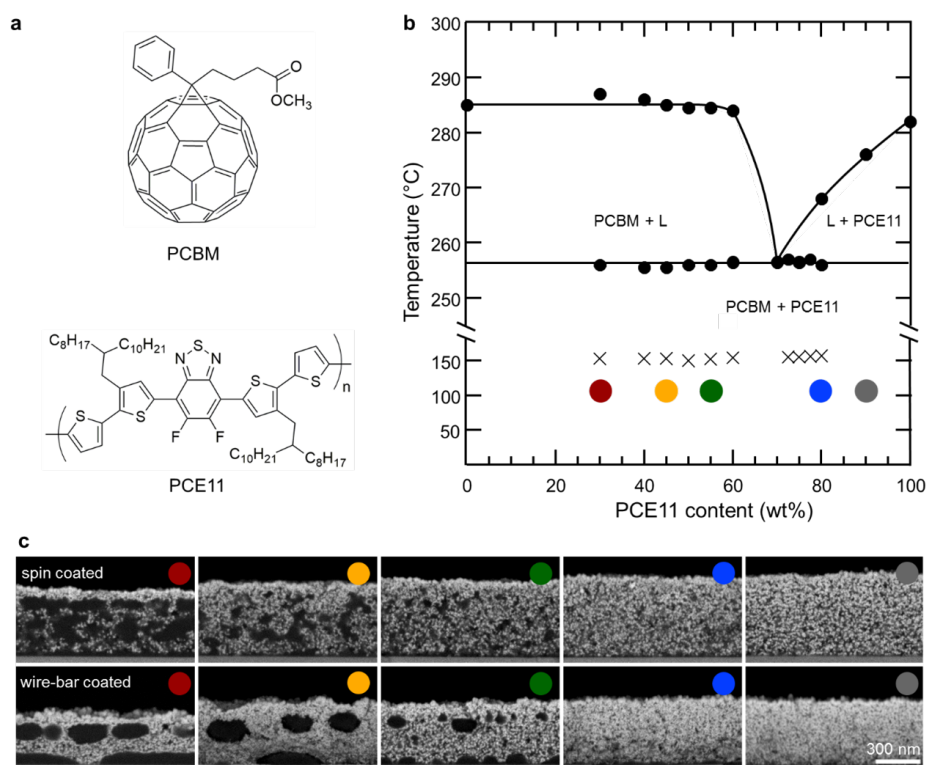 a
O
OCH₃
PCBM
C₈H₁₇
C₁₀H₂₁
S
N
N
S
S
S
S
n
F
F
C₁₀H₂₁
C₈H₁₇
PCE11
b
300
290
280
270
260
250
150
100
50
Temperature (°C)
PCBM + L
L + PCE11
PCBM + PCE11
0
20
40
60
80
100
PCE11 content (wt%)
c
spin coated
wire-bar coated
300 nm